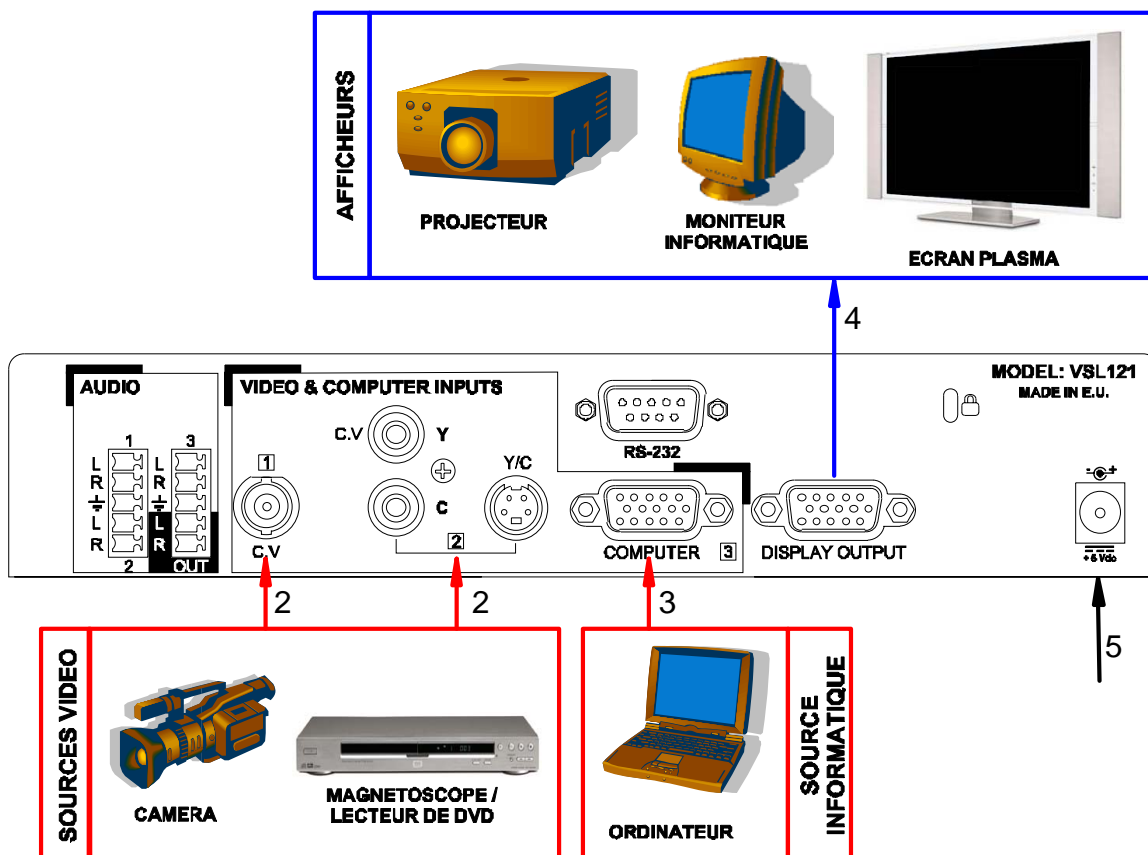 AFFICHEURS
PROJECTEUR
MONITEUR
INFORMATIQUE
ECRAN PLASMA
4
MODEL: VSL121
MADE IN E.U.
AUDIO
VIDEO & COMPUTER INPUTS
1 3
L
R
L
R
L
R
L
R
2 OUT
1
C.V
C.V Y
C
Y/C
2
RS-232
COMPUTER 3
DISPLAY OUTPUT
- +
+ 5 Vdc
2
2
3
5
SOURCES VIDEO
CAMERA
MAGNETOSCOPE /
LECTEUR DE DVD
ORDINATEUR
SOURCE
INFORMATIQUE